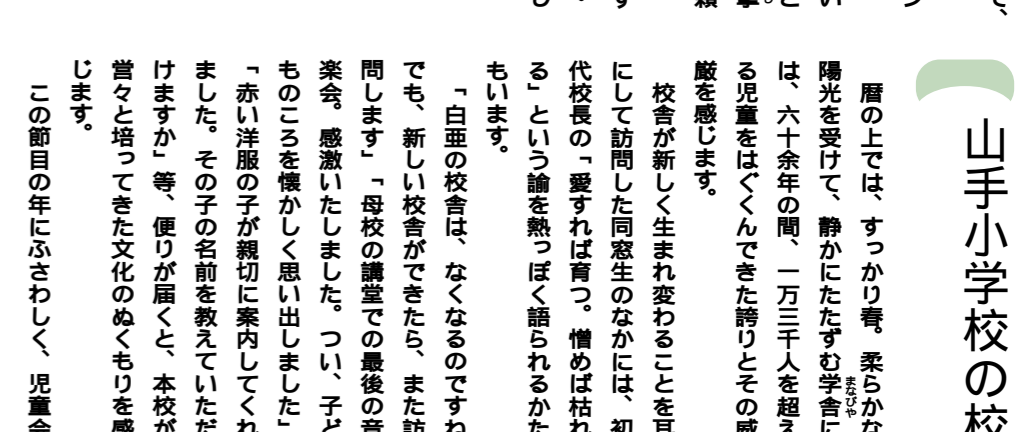 山手小学校の校
暦の上では、すっかり春。柔らかな
陽光を受けて、静かにたたずむ学舎に
まなびや
は、六十余年の間、一万三千人を超え
る児童をはぐくんできた誇りとその威
厳を感じます。
校舎が新しく生まれ変わることを耳
にして訪問した同窓生のなかには、初
代校長の「愛すれば育つ。憎めば枯れ
る」という諭を熱っぽく語られるかた
もいます。
「白亜の校舎は、なくなるのですね
でも、新しい校舎ができたら、また訪
問します」「母校の講堂での最後の音
楽会。感激いたしました。つい、子ど
ものころを懐かしく思い出しました」
「赤い洋服の子が親切に案内してくれ
ました。その子の名前を教えていただ
けますか」等、便りが届くと、本校が
営々と培ってきた文化のぬくもりを感
じます。
この節目の年にふさわしく、児童会